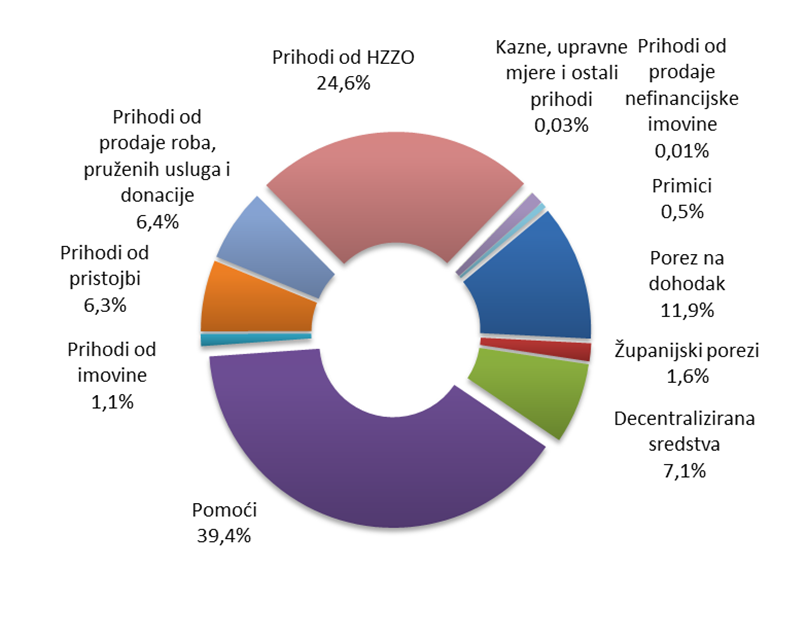 Prihodi od HZZO
24,6%
Kazne, upravne
mjere i ostali
prihodi
0,03%
Prihodi od
prodaje
nefinancijske
imovine
0,01%
Primici
0,5%
Porez na
dohodak
11,9%
Županijski porezi
1,6%
Decentralizirana
sredstva
7,1%
Pomoći
39,4%
Prihodi od
imovine
1,1%
Prihodi od
pristojbi
6,3%
Prihodi od
prodaje roba,
pruženih usluga i
donacije
6,4%